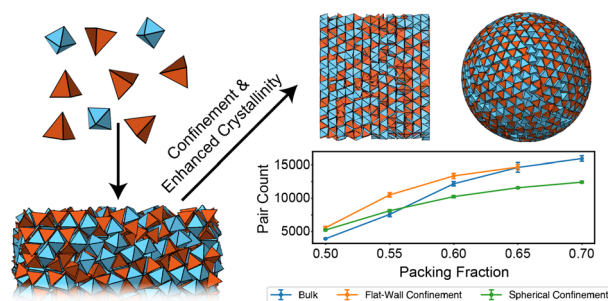 Confinement &
Enhanced Crystallinity
Pair Count
15000
10000
5000
0.50 0.55 0.60 0.65 0.70
Packing Fraction
Bulk Flat-Wall Confinement Spherical Confinement